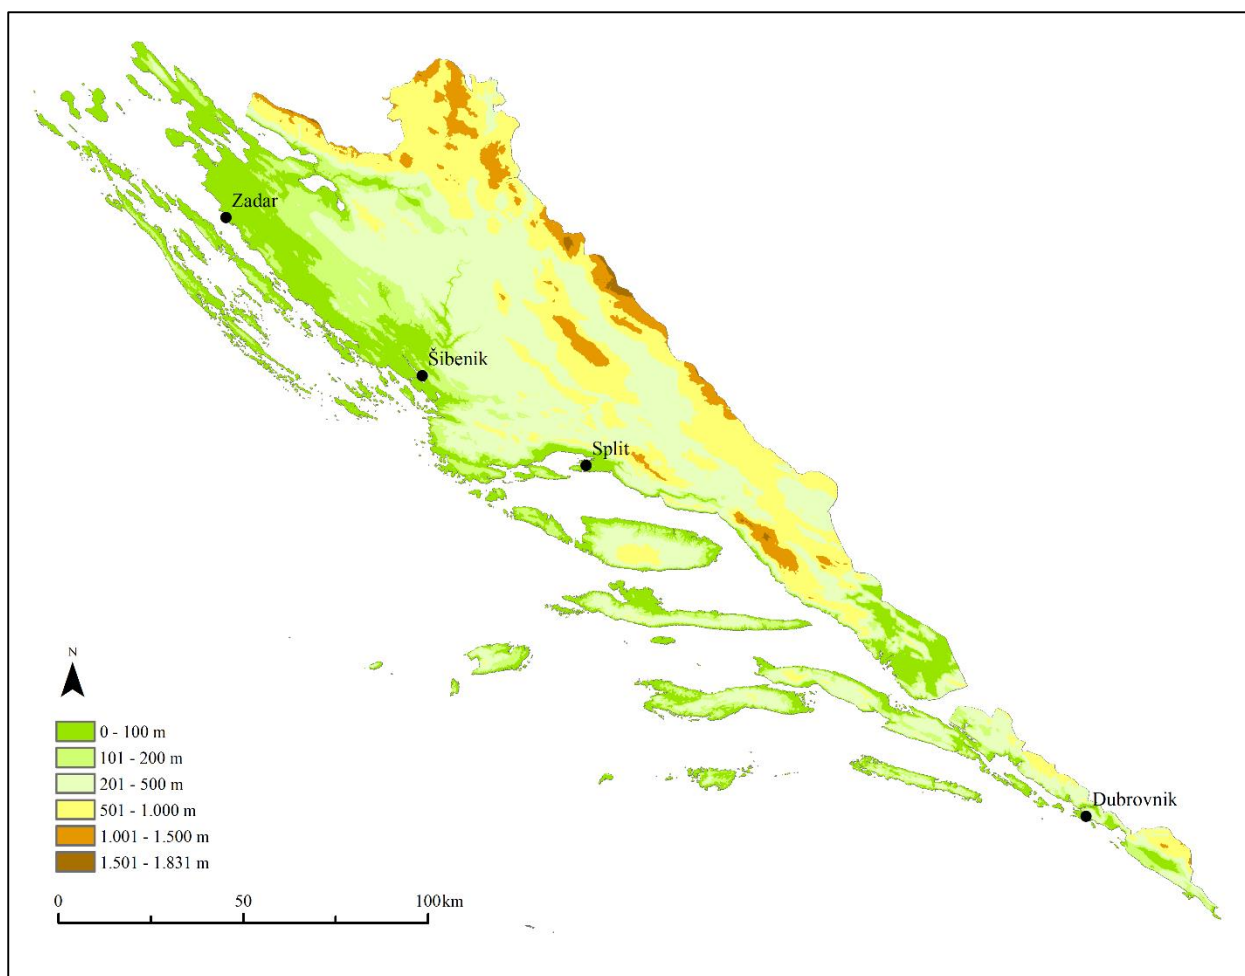 Zadar
Šibenik
Split
Dubrovnik
N
0 - 100 m
101 - 200 m
201 - 500 m
501 - 1.000 m
1.001 - 1.500 m
1.501 - 1.831 m
0 50 100km